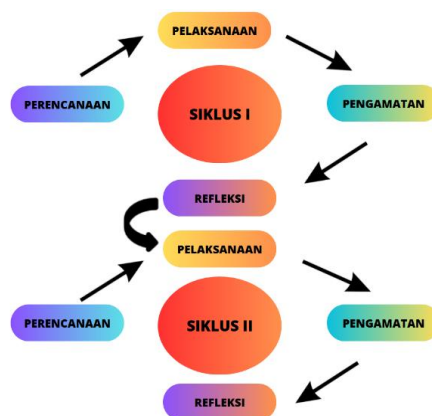 PELAKSANAAN
PERENCANAAN
SIKLUS I
PENGAMATAN
REFLEKSI
PELAKSANAAN
PERENCANAAN
SIKLUS II
PENGAMATAN
REFLEKSI